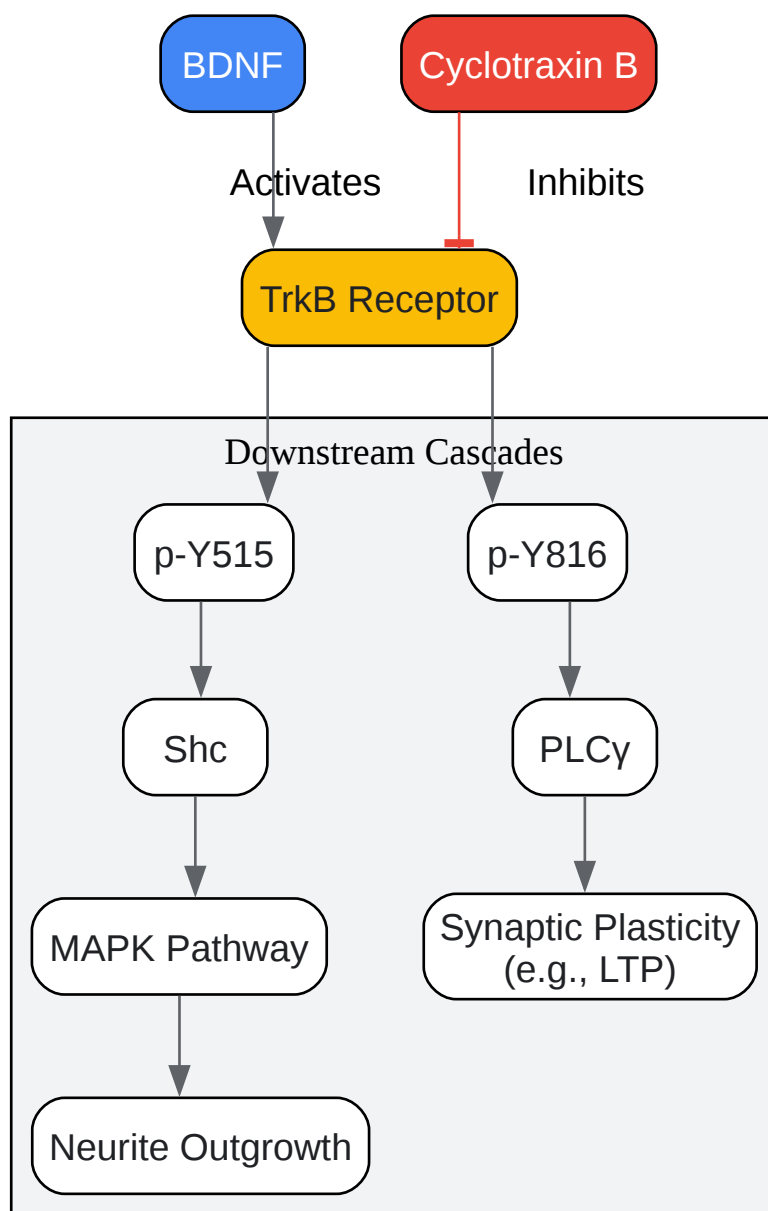 BDNF
Cyclotraxin B
Activates
Inhibits
TrkB Receptor
Downstream Cascades
p-Y515
p-Y816
Shc
PLCγ
MAPK Pathway
Synaptic Plasticity
(e.g., LTP)
Neurite Outgrowth